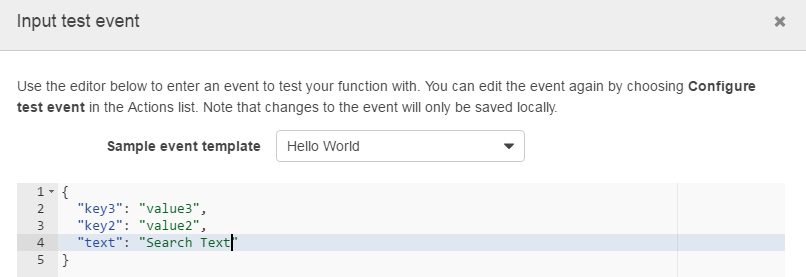 Input test event ×
Use the editor below to enter an event to test your function with. You can edit the event again by choosing Configure
test event in the Actions list. Note that changes to the event will only be saved locally.
Sample event template Hello World
1 {
2 "key3": "value3",
3 "key2": "value2",
4 "text": "Search Text"
5 }